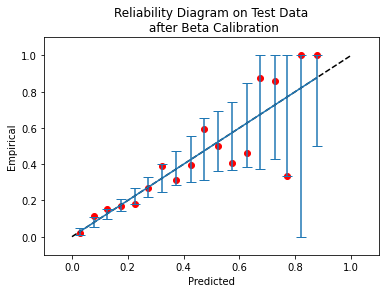 Reliability Diagram on Test Data
after Beta Calibration
Empirical
1.0
0.8
0.6
0.4
0.2
0.0
0.0 0.2 0.4 0.6 0.8 1.0
Predicted